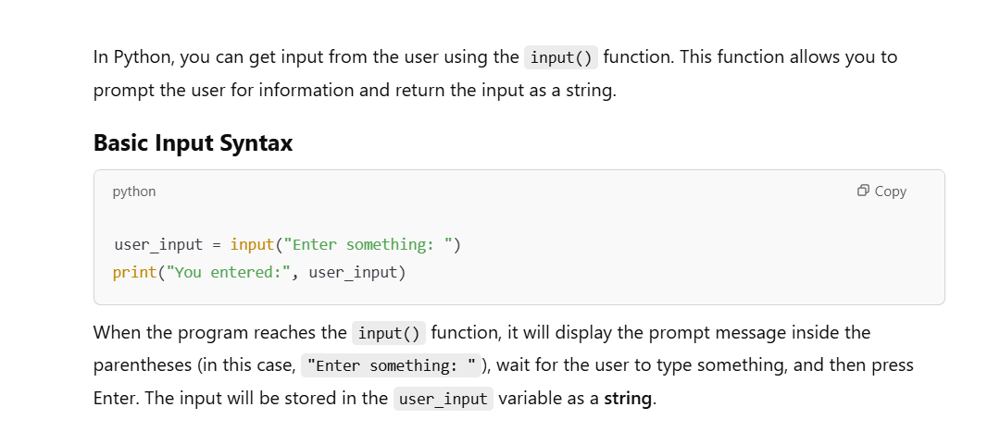 In Python, you can get input from the user using the input() function. This function allows you to
prompt the user for information and return the input as a string.
Basic Input Syntax
python
Copy
user_input = input("Enter something: ")
print("You entered:", user_input)
When the program reaches the input() function, it will display the prompt message inside the
parentheses (in this case, "Enter something: "), wait for the user to type something, and then press
Enter. The input will be stored in the user_input variable as a string.